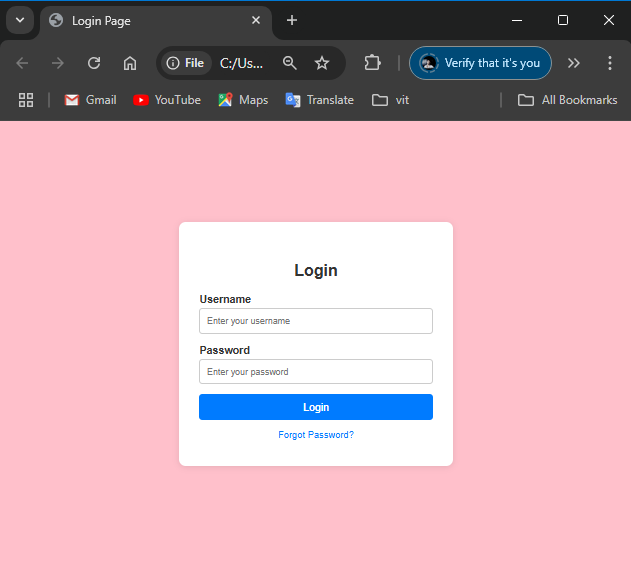 Login Page
File C:/Us... Verify that it's you
Gmail YouTube Maps Translate vit All Bookmarks
Login
Username
Enter your username
Password
Enter your password
Login
Forgot Password?